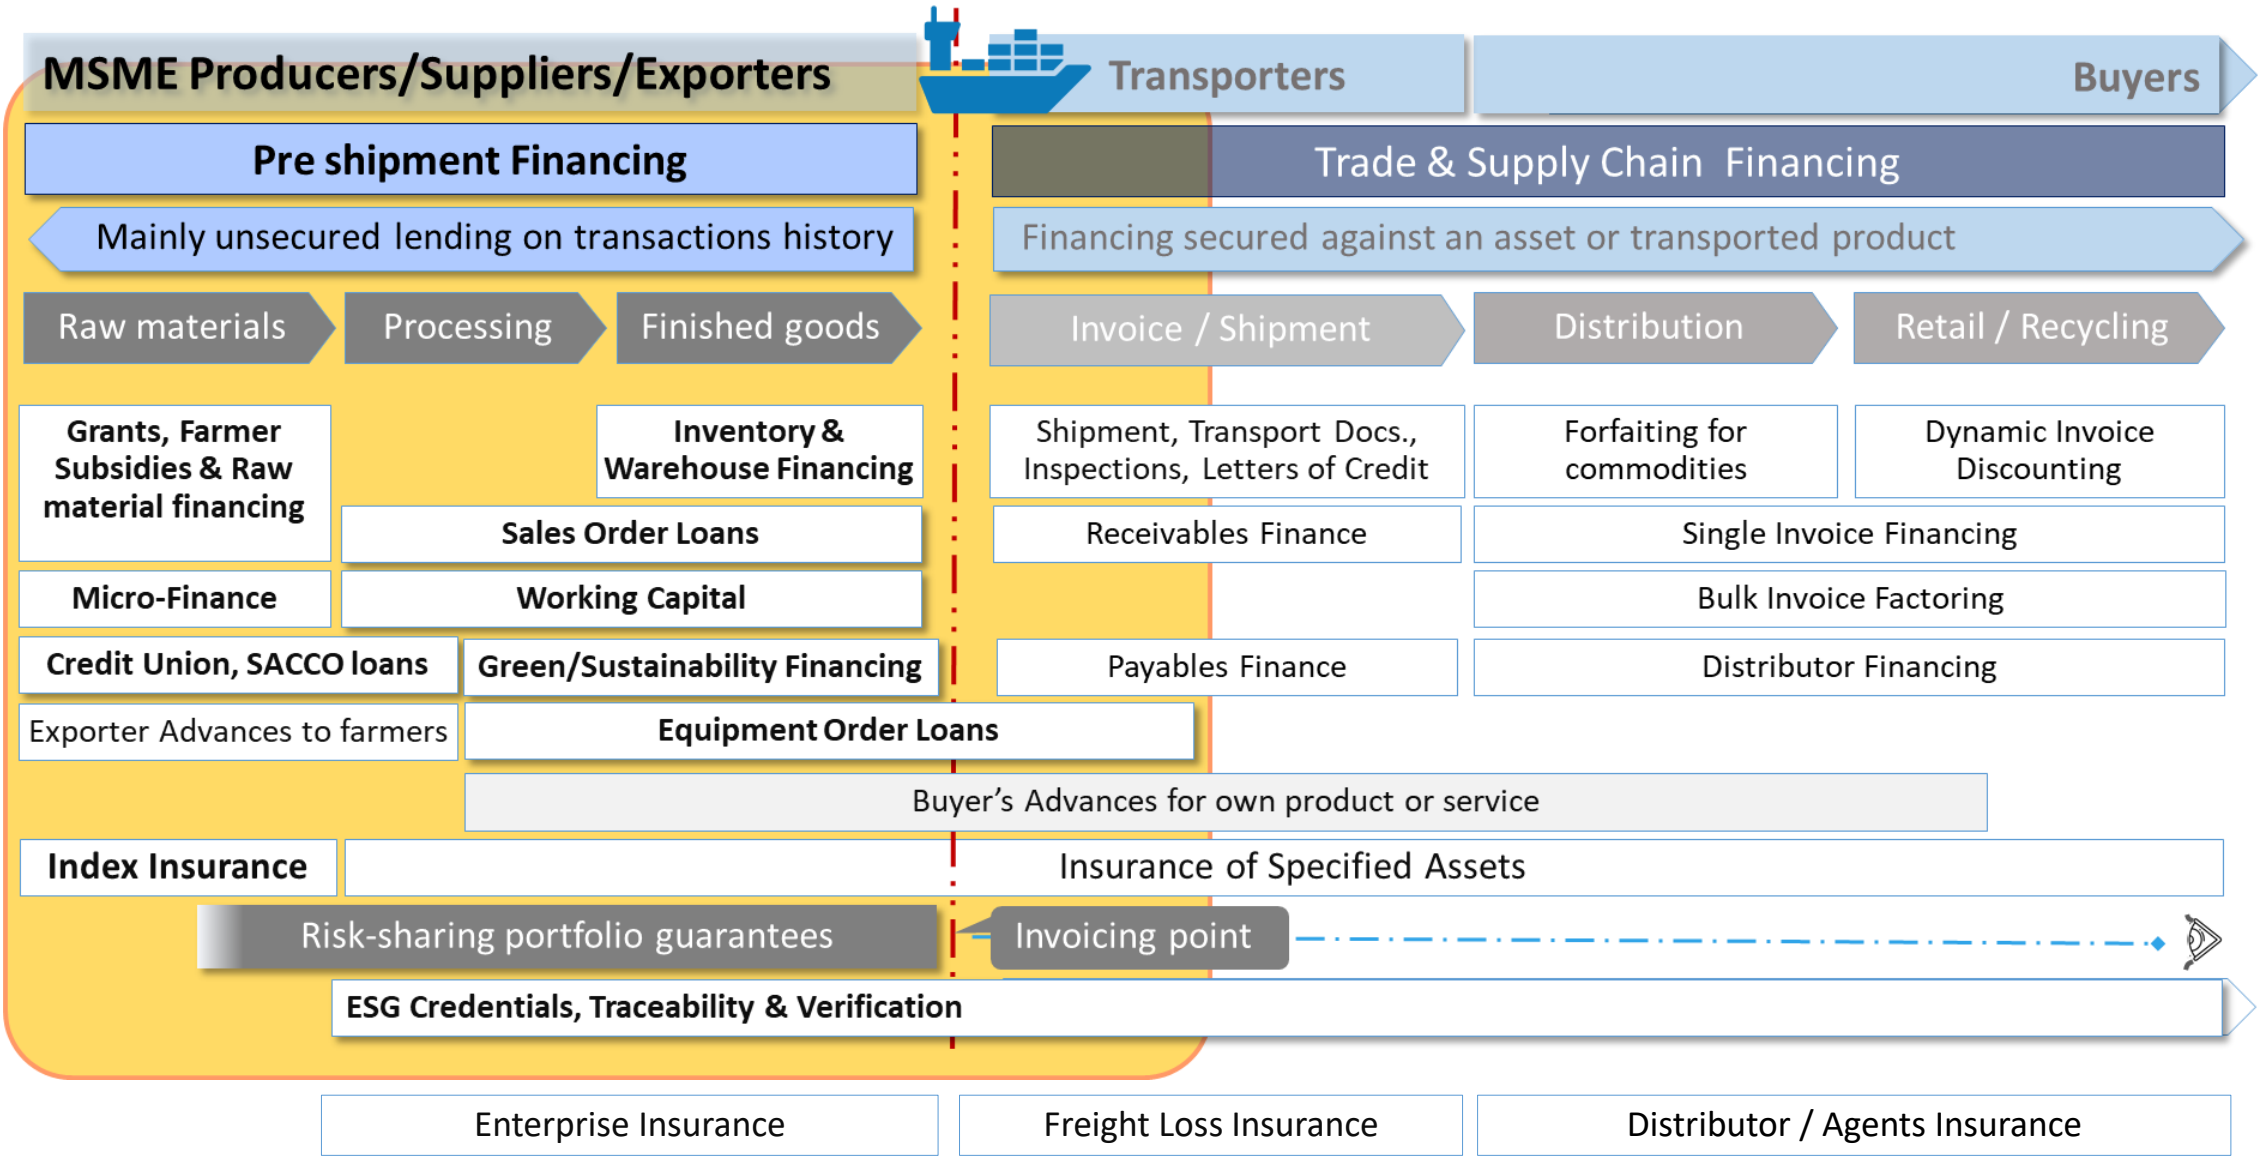 MSME Producers/Suppliers/Exporters
Transporters
Buyers
Pre shipment Financing
Trade & Supply Chain Financing
Mainly unsecured lending on transactions history
Financing secured against an asset or transported product
Raw materials
Processing
Finished goods
Invoice / Shipment
Distribution
Retail / Recycling
Grants, Farmer
Subsidies & Raw
material financing
Inventory &
Warehouse Financing
Shipment, Transport Docs.,
Inspections, Letters of Credit
Forfaiting for
commodities
Dynamic Invoice
Discounting
Sales Order Loans
Receivables Finance
Single Invoice Financing
Micro-Finance
Working Capital
Bulk Invoice Factoring
Credit Union, SACCO loans
Green/Sustainability Financing
Payables Finance
Distributor Financing
Exporter Advances to farmers
Equipment Order Loans
Buyer’s Advances for own product or service
Index Insurance
Insurance of Specified Assets
Risk-sharing portfolio guarantees
Invoicing point
ESG Credentials, Traceability & Verification
Enterprise Insurance
Freight Loss Insurance
Distributor / Agents Insurance